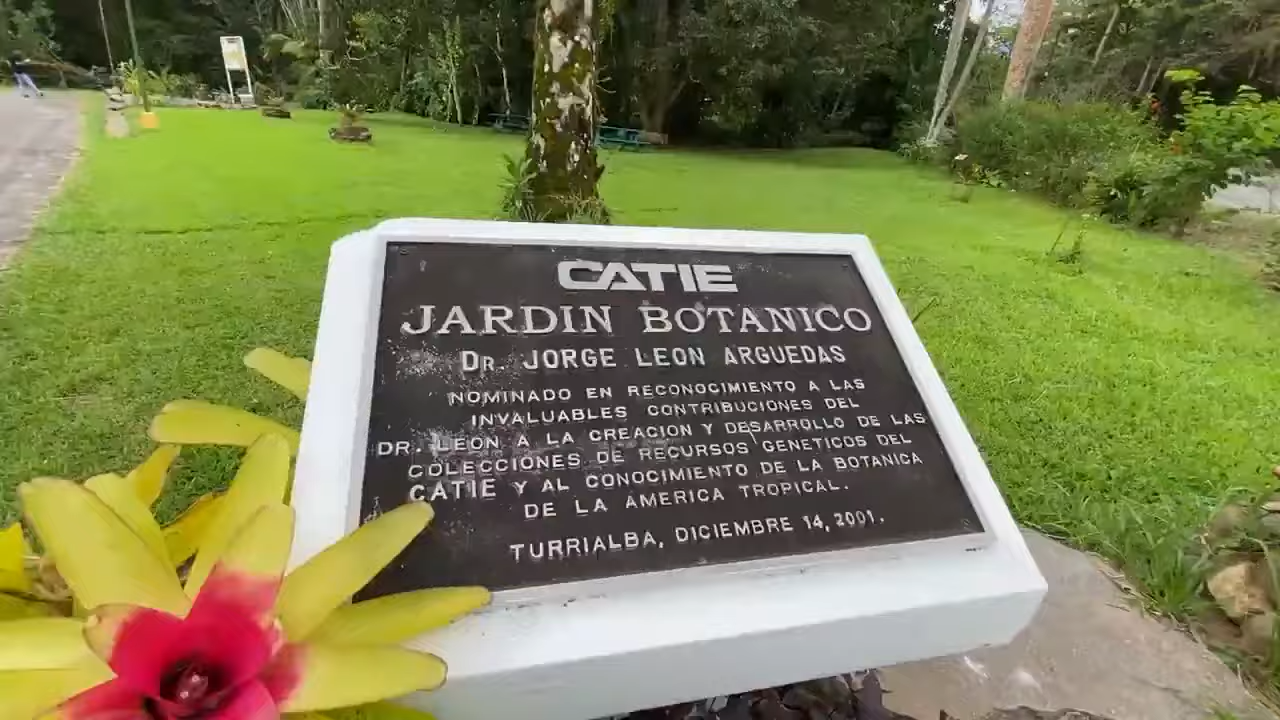 CATIE
JARDIN BOTANICO
DR. JORGE LEON ARGUEDAS
NOMINADO EN RECONOCIMIENTO A LAS
INVALUABLES CONTRIBUCIONES DEL
DR. LEON A LA CREACION Y DESARROLLO DE LAS
COLECCIONES DE RECURSOS GENETICOS DEL
CATIE Y AL CONOCIMIENTO DE LA BOTANICA
DE LA AMERICA TROPICAL.
TURRIALBA, DICIEMBRE 14, 2001.